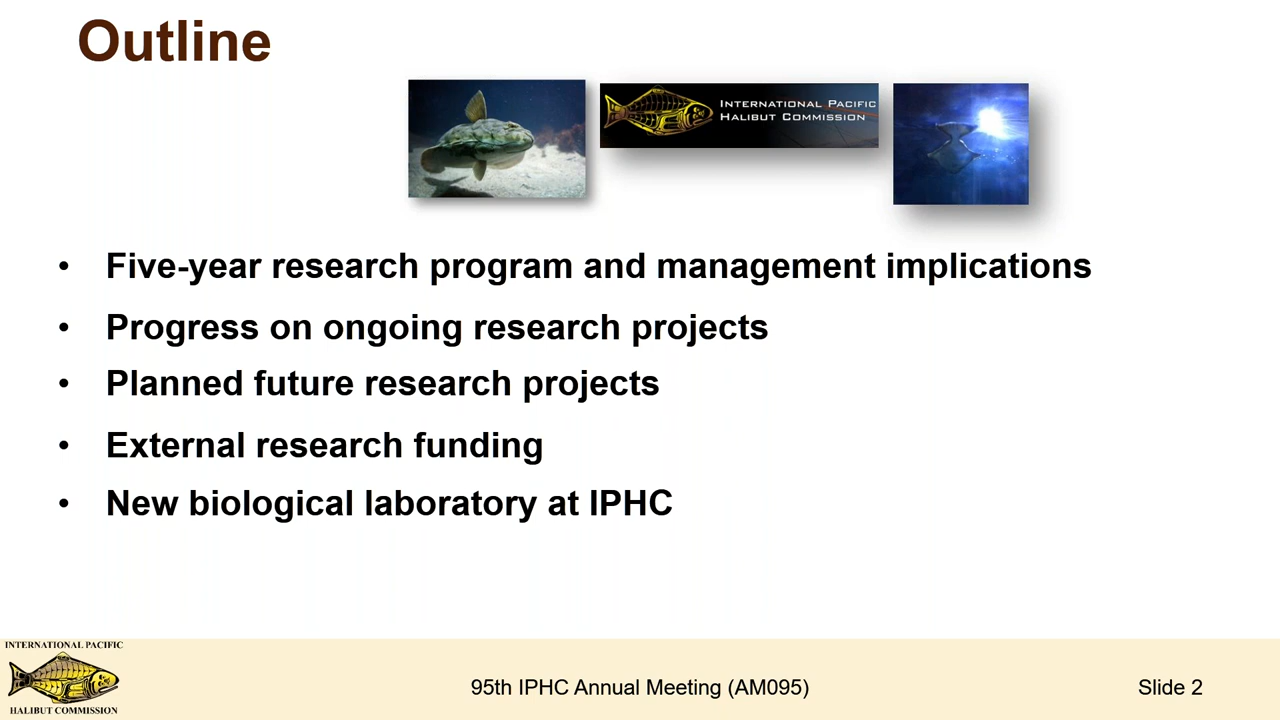 Outline
INTERNATIONAL PACIFIC
HALIBUT COMMISSION
• Five-year research program and management implications
• Progress on ongoing research projects
• Planned future research projects
• External research funding
• New biological laboratory at IPHC
INTERNATIONAL PACIFIC
HALIBUT COMMISSION
95th IPHC Annual Meeting (AM095)
Slide 2